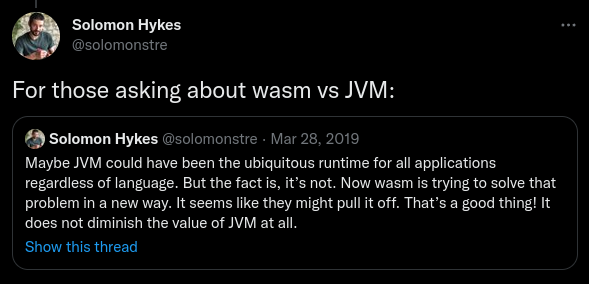 Solomon Hykes
@solomonstre
For those asking about wasm vs JVM:
Solomon Hykes @solomonstre · Mar 28, 2019
Maybe JVM could have been the ubiquitous runtime for all applications
regardless of language. But the fact is, it’s not. Now wasm is trying to solve that
problem in a new way. It seems like they might pull it off. That’s a good thing! It
does not diminish the value of JVM at all.
Show this thread